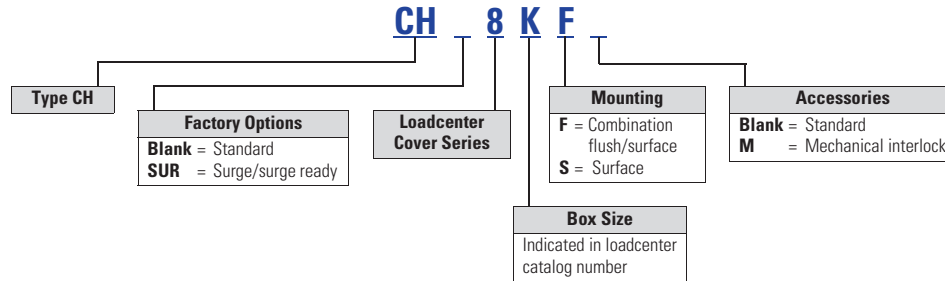 CH _ 8 K F _
Type CH
Factory Options
Blank = Standard
SUR = Surge/surge ready
Loadcenter
Cover Series
Mounting
F = Combination
flush/surface
S = Surface
Accessories
Blank = Standard
M = Mechanical interlock
Box Size
Indicated in loadcenter
catalog number